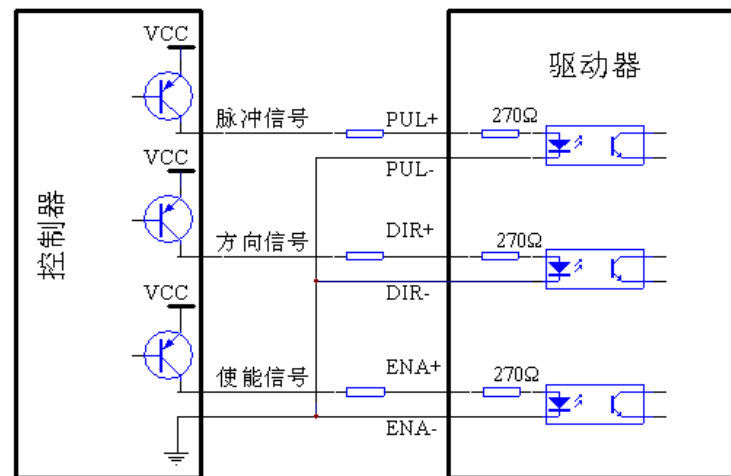 VCC
驱动器
脉冲信号
PUL+
270Ω
PUL-
VCC
控制器
方向信号
DIR+
270Ω
DIR-
VCC
使能信号
ENA+
270Ω
ENA-